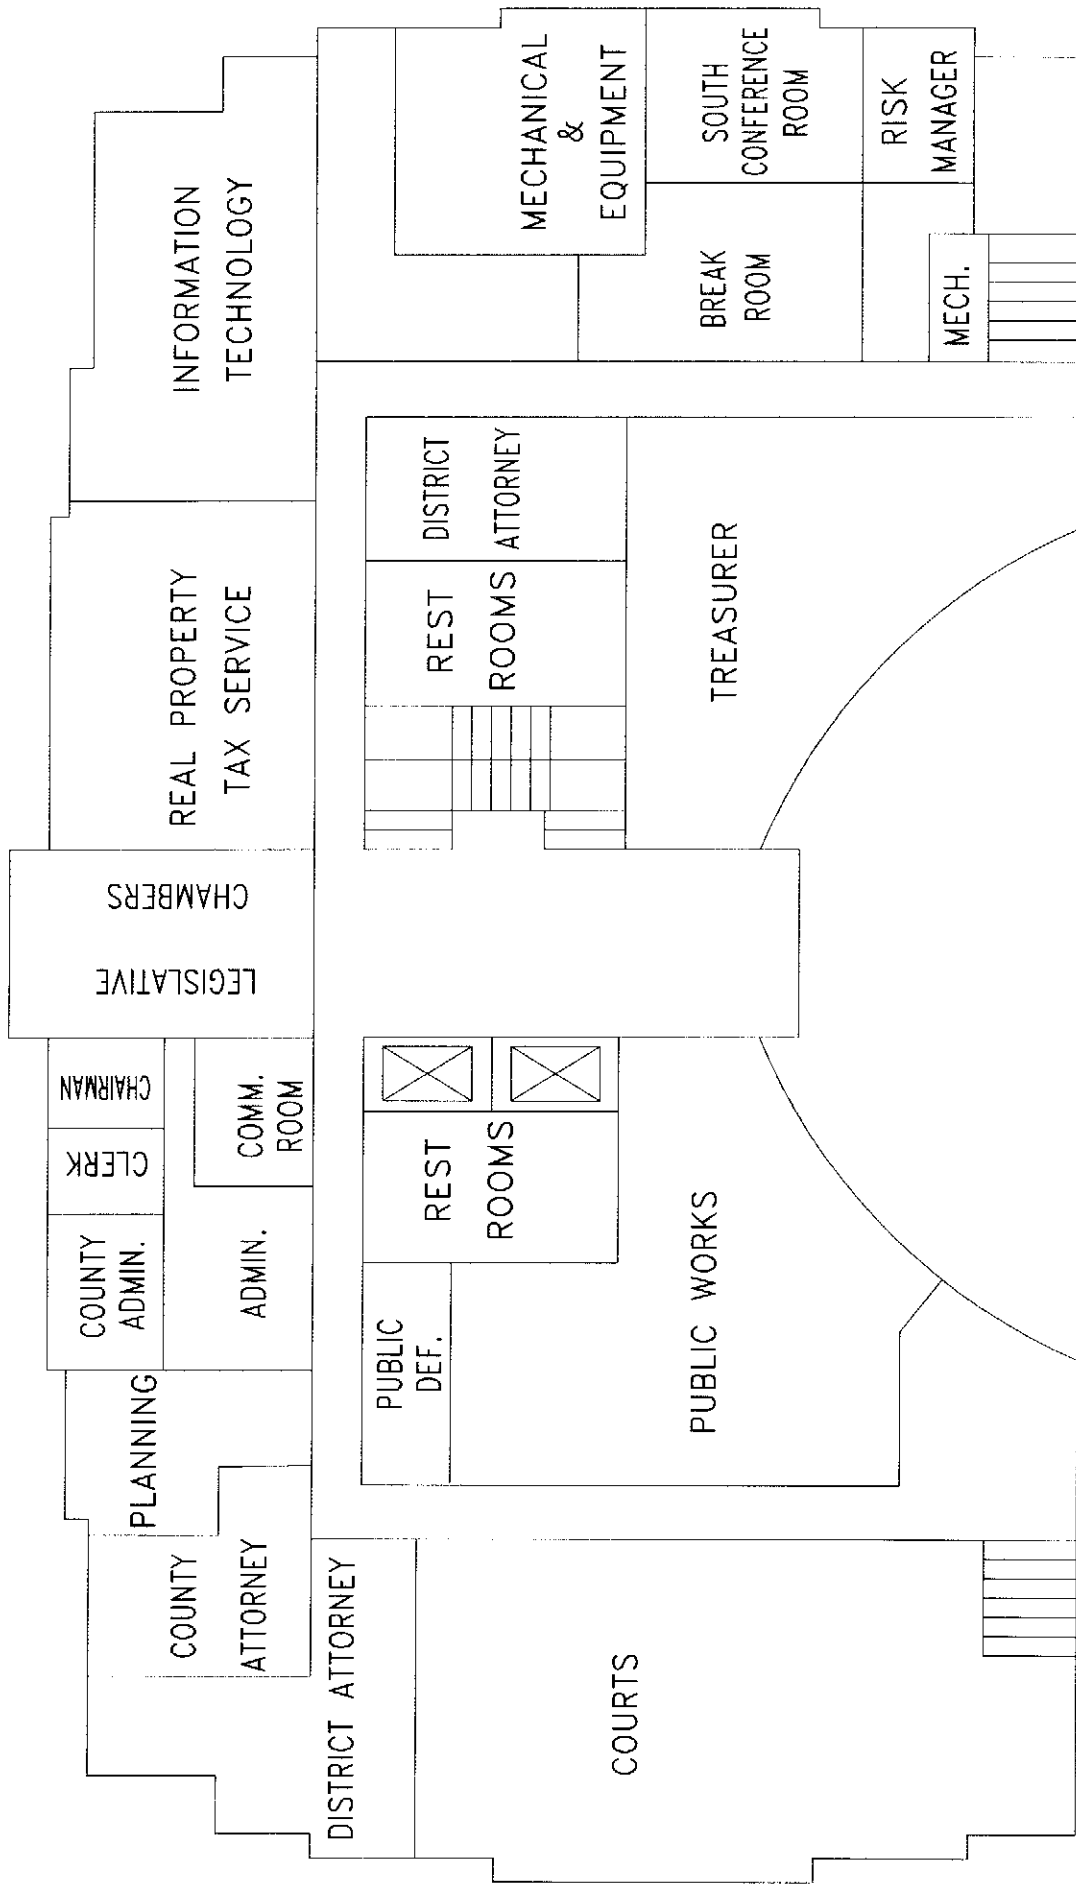 INFORMATION
TECHNOLOGY
MECHANICAL
&
EQUIPMENT
SOUTH
CONFERENCE
ROOM
RISK
MANAGER
BREAK
ROOM
MECH.
REAL PROPERTY
TAX SERVICE
DISTRICT
ATTORNEY
REST
ROOMS
TREASURER
LEGISLATIVE
CHAMBERS
CHAIRMAN
CLERK
COUNTY
ADMIN.
COMM.
ROOM
ADMIN.
REST
ROOMS
PUBLIC
DEF.
PUBLIC WORKS
PLANNING
COUNTY
ATTORNEY
DISTRICT ATTORNEY
COURTS